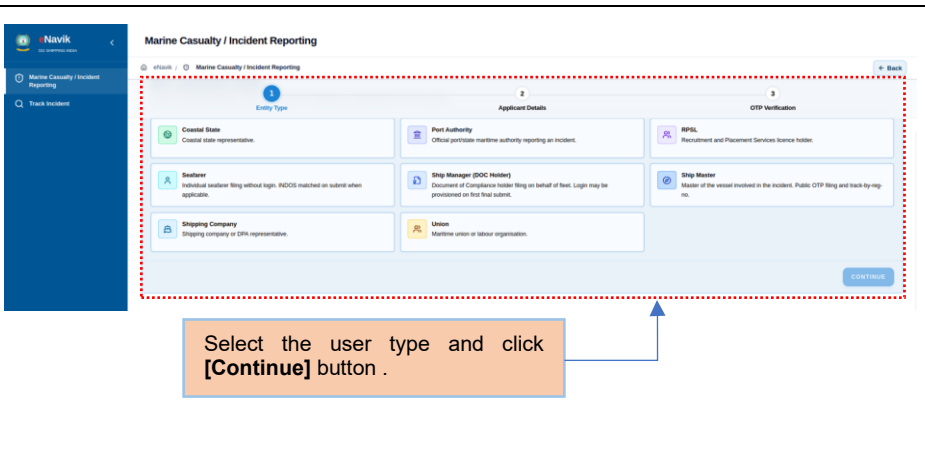 eNavik
DG SHIPPING INDIA
Marine Casualty / Incident Reporting
Track Incident
Marine Casualty / Incident Reporting
eNavik / Marine Casualty / Incident Reporting
← Back
1
Entity Type
2
Applicant Details
3
OTP Verification
Coastal State
Coastal state representative.
Port Authority
Official port/state maritime authority reporting an incident.
RPSL
Recruitment and Placement Services licence holder.
Seafarer
Individual seafarer filing without login. INDOS matched on submit when
applicable.
Ship Manager (DOC Holder)
Document of Compliance holder filing on behalf of fleet. Login may be
provisioned on first final submit.
Ship Master
Master of the vessel involved in the incident. Public OTP filing and track-by-reg-
no.
Shipping Company
Shipping company or DPA representative.
Union
Maritime union or labour organisation.
CONTINUE
Select the user type and click
[Continue] button .